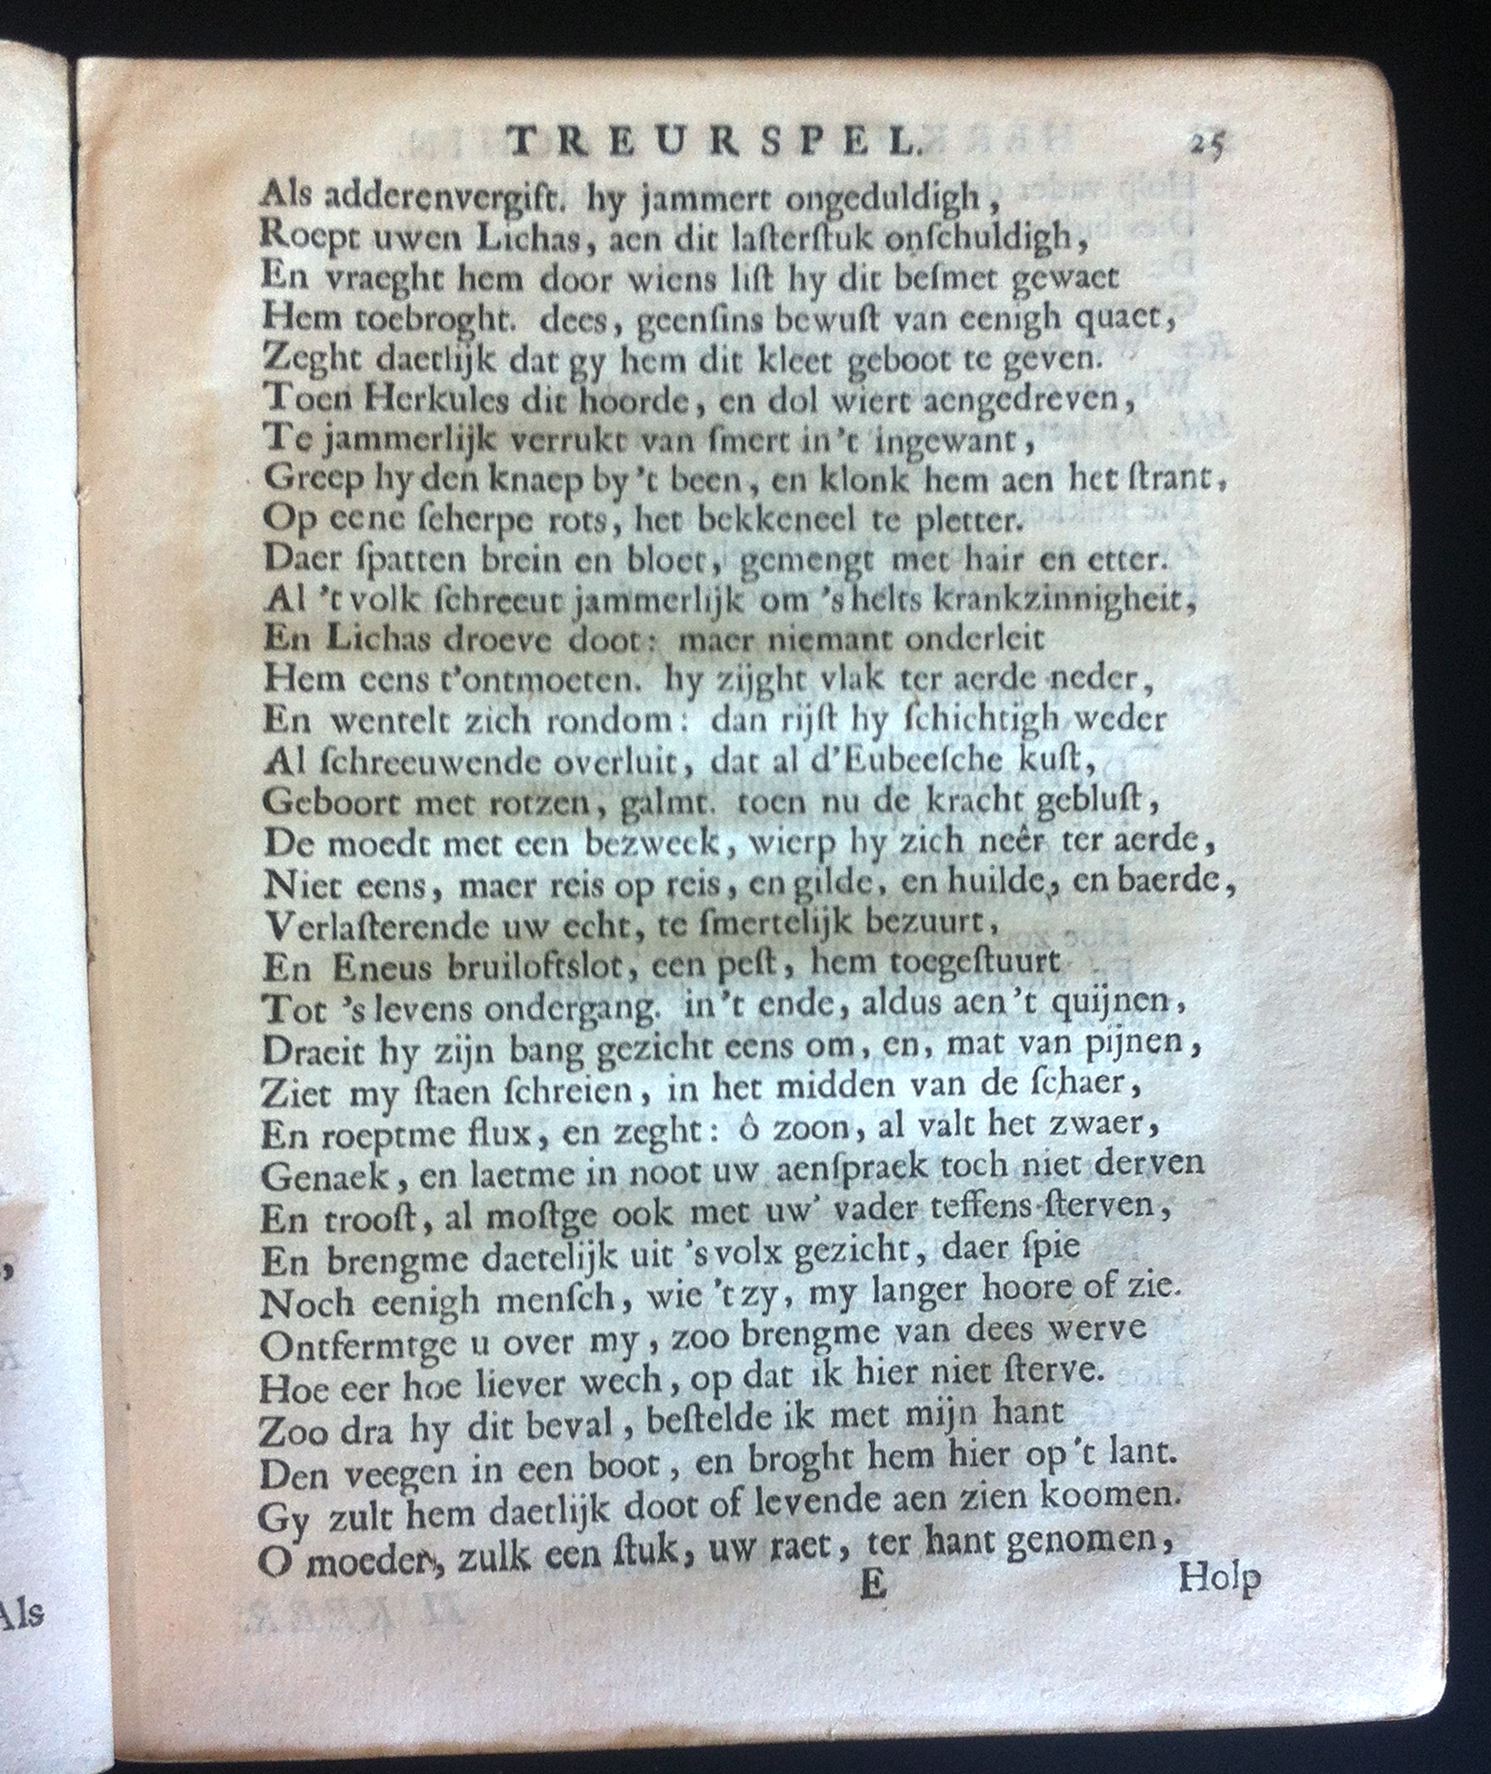 TREURSPEL. 25
Als adderenvergift. hy jammert ongeduldigh,
Roept uwen Lichas, aen dit laſterſtuk onſchuldigh,
En vraeght hem door wiens liſt hy dit beſmet gewaet
Hem toebroght. dees, geenſins bewuſt van eenigh quaet,
Zeght daetlijk dat gy hem dit kleet geboot te geven.
Toen Herkules dit hoorde, en dol wiert aengedreven,
Te jammerlijk verrukt van ſmert in't ingewant,
Greep hy den knaep by't been, en klonk hem aen het ſtrant,
Op eene ſcherpe rots, het bekkeneel te pletter.
Daer ſpatten brein en bloet, gemengt met hair en etter.
Al 't volk ſchreeut jammerlijk om 's helts krankzinnigheit,
En Lichas droeve doot: maer niemant onderleit
Hem eens t'ontmoeten. hy zijght vlak ter aerde neder,
En wentelt zich rondom: dan rijſt hy ſchichtigh weder
Al ſchreeuwende overluit, dat al d'Eubeeſche kuſt,
Geboort met rotzen, galmt. toen nu de kracht gebluſt,
De moedt met een bezweek, wierp hy zich neêr ter aerde,
Niet eens, maer reis op reis, en gilde, en huilde, en baerde,
Verlaſterende uw echt, te ſmertelijk bezuurt,
En Eneus bruiloftslot, een peſt, hem toegeſtuurt
Tot 's levens ondergang. in't ende, aldus aen't quijnen,
Draeit hy zijn bang gezicht eens om, en, mat van pijnen,
Ziet my ſtaen ſchreien, in het midden van de ſchaer,
En roeptme flux, en zeght: ô zoon, al valt het zwaer,
Genaek, en laetme in noot uw aenſpraek toch niet derven
En trooſt, al moſtge ook met uw' vader teffens ſterven,
En brengme daetelijk uit 's volx gezicht, daer ſpie
Noch eenigh menſch, wie 't zy, my langer hoore of zie.
Ontfermtge u over my, zoo brengme van dees werve
Hoe eer hoe liever wech, op dat ik hier niet ſterve.
Zoo dra hy dit beval, beſtelde ik met mijn hant
Den veegen in een boot, en broght hem hier op 't lant.
Gy zult hem daetlijk doot of levende aen zien koomen.
O moeder, zulk een ſtuk, uw raet, ter hant genomen,
E Holp
Als